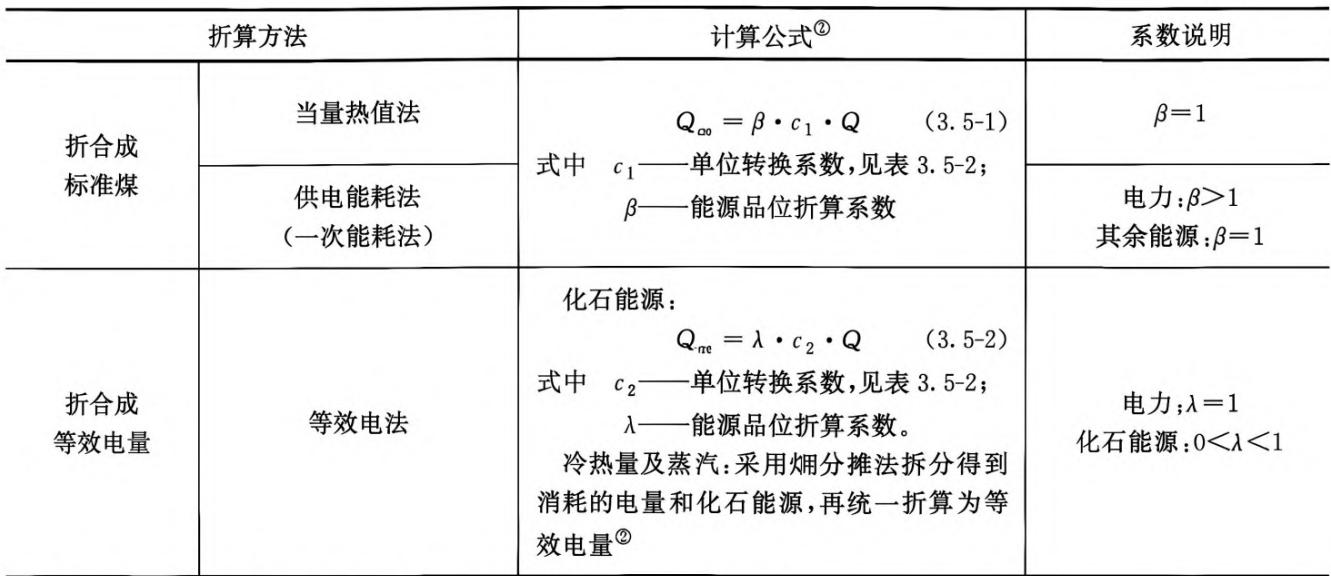 折算方法 计算公式② 系数说明
折合成
标准煤
当量热值法
供电能耗法
(一次能耗法)
Q_co = β • c₁ • Q (3.5-1)
式中 c₁——单位转换系数,见表 3.5-2;
β——能源品位折算系数
β=1
电力:β>1
其余能源:β=1
折合成
等效电量
等效电法
化石能源:
Q = λ • c₂ • Q (3.5-2)
式中 c₂——单位转换系数,见表 3.5-2;
λ——能源品位折算系数。
冷热量及蒸汽:采用㶲分摊法拆分得到
消耗的电量和化石能源,再统一折算为等
效电量②
电力;λ=1
化石能源:0<λ<1